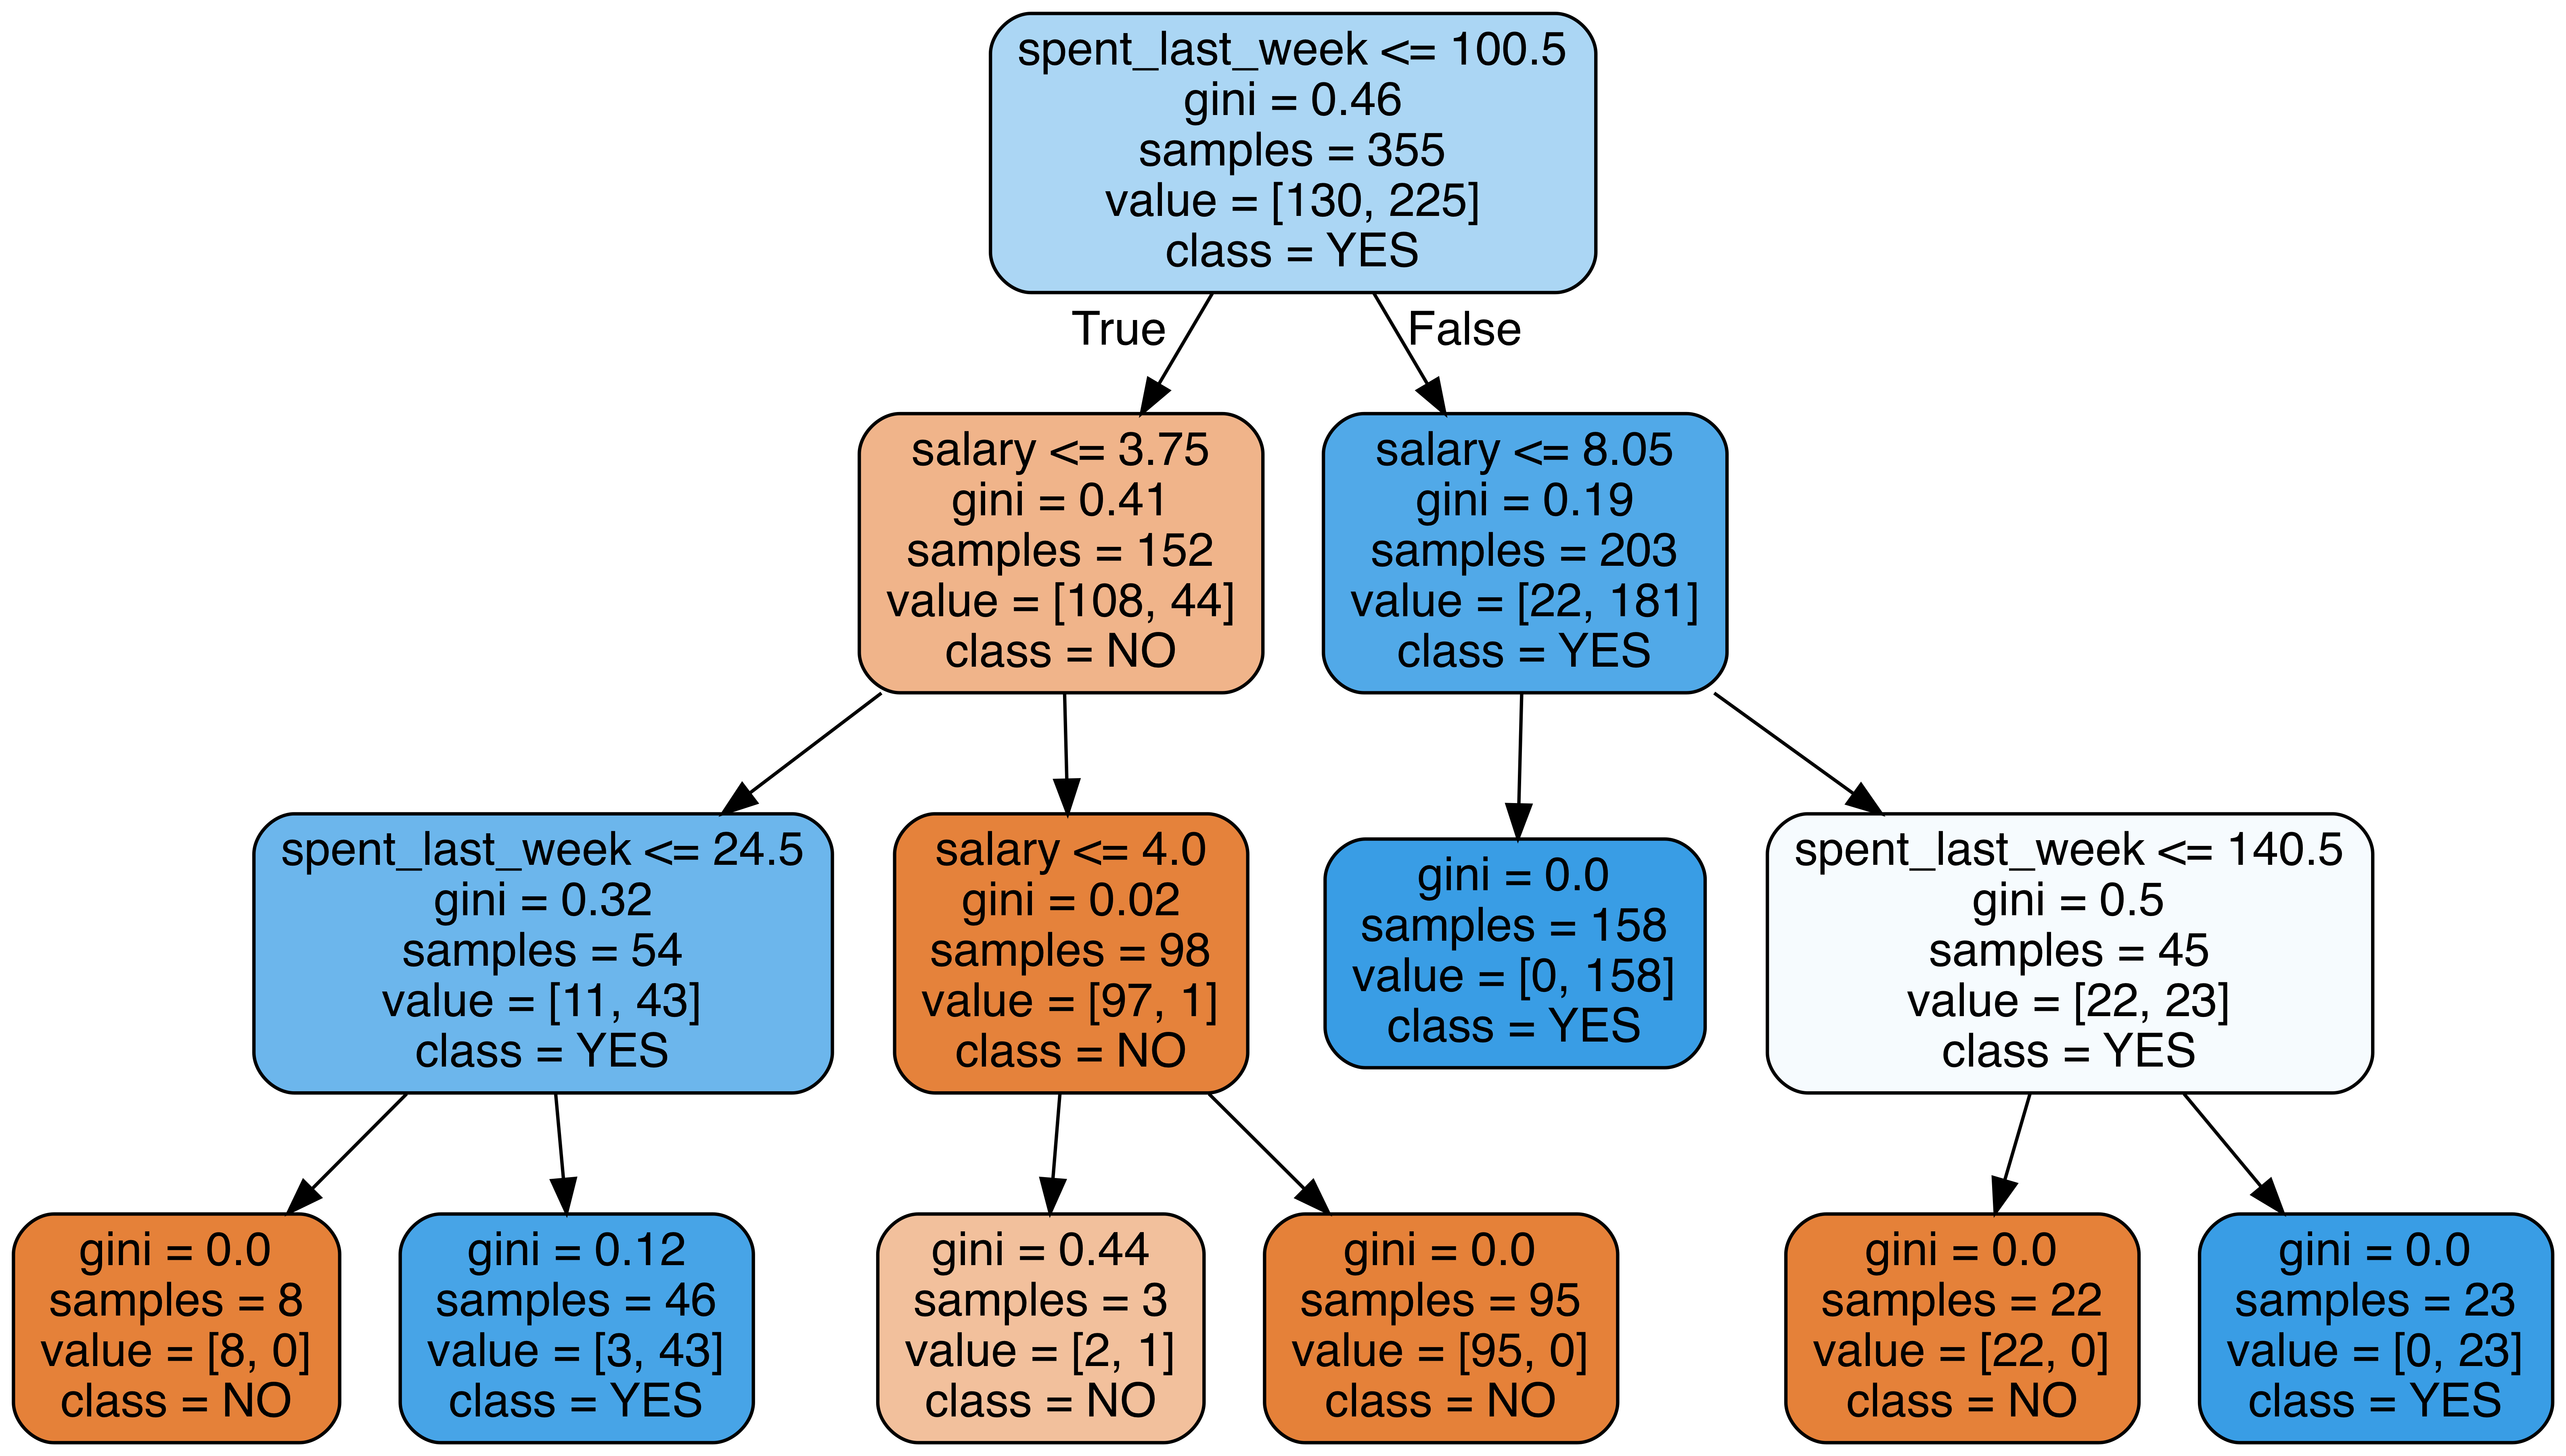 spent_last_week <= 100.5
gini = 0.46
samples = 355
value = [130, 225]
class = YES
True
False
salary <= 3.75
gini = 0.41
samples = 152
value = [108, 44]
class = NO
salary <= 8.05
gini = 0.19
samples = 203
value = [22, 181]
class = YES
spent_last_week <= 24.5
gini = 0.32
samples = 54
value = [11, 43]
class = YES
salary <= 4.0
gini = 0.02
samples = 98
value = [97, 1]
class = NO
gini = 0.0
samples = 158
value = [0, 158]
class = YES
spent_last_week <= 140.5
gini = 0.5
samples = 45
value = [22, 23]
class = YES
gini = 0.0
samples = 8
value = [8, 0]
class = NO
gini = 0.12
samples = 46
value = [3, 43]
class = YES
gini = 0.44
samples = 3
value = [2, 1]
class = NO
gini = 0.0
samples = 95
value = [95, 0]
class = NO
gini = 0.0
samples = 22
value = [22, 0]
class = NO
gini = 0.0
samples = 23
value = [0, 23]
class = YES